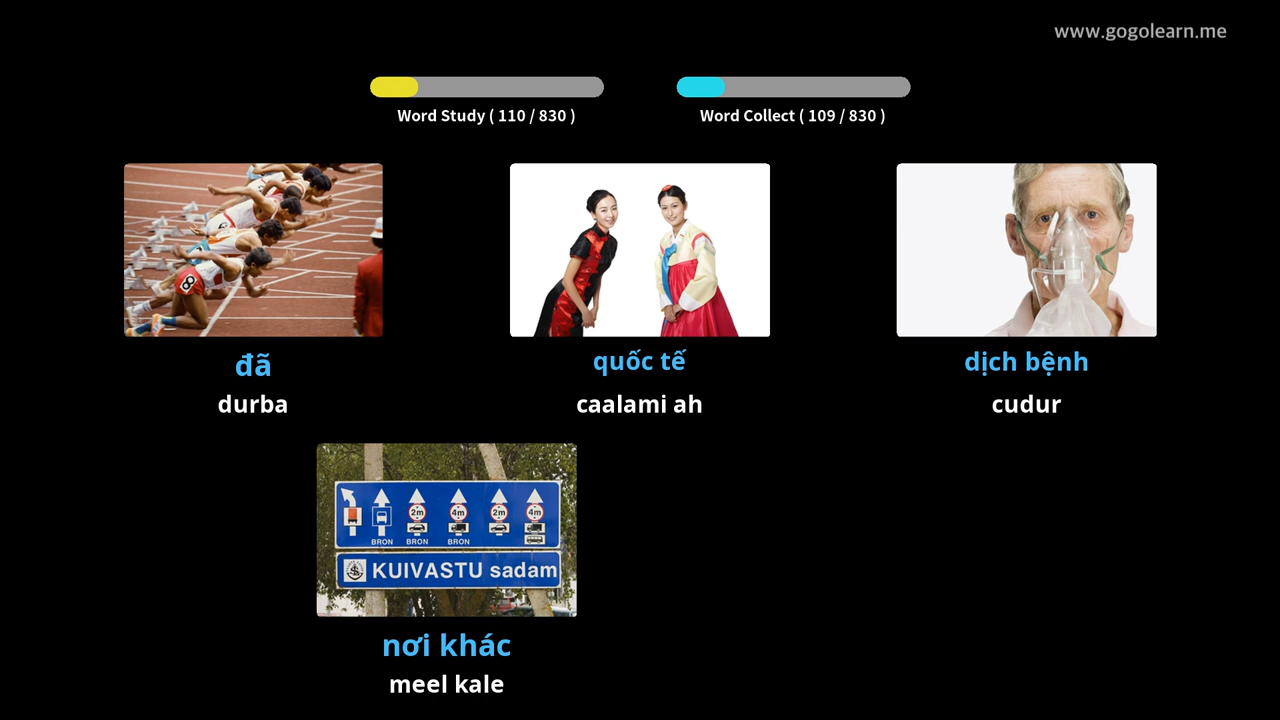 www.gogolearn.me
Word Study ( 110 / 830 )
Word Collect ( 109 / 830 )
8
đã
durba
quốc tế
caalami ah
dịch bệnh
cudur
2m 4m 2m 4m
BRON BRON BRON
KUIVASTU sadam
nơi khác
meel kale